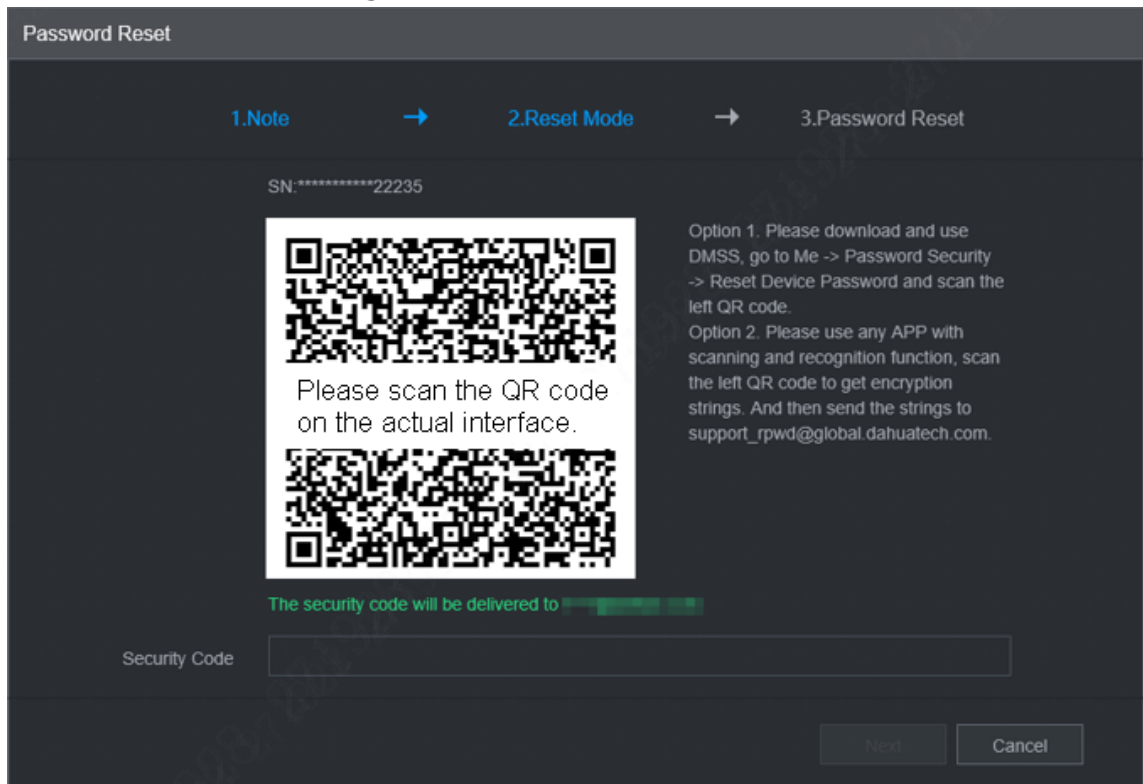 Password Reset
1.Note → 2.Reset Mode → 3.Password Reset
SN:***********22235
Please scan the QR code
on the actual interface.
Option 1. Please download and use
DMSS, go to Me -> Password Security
-> Reset Device Password and scan the
left QR code.
Option 2. Please use any APP with
scanning and recognition function, scan
the left QR code to get encryption
strings. And then send the strings to
support_rpwd@global.dahuatech.com.
The security code will be delivered to
Security Code
Next
Cancel